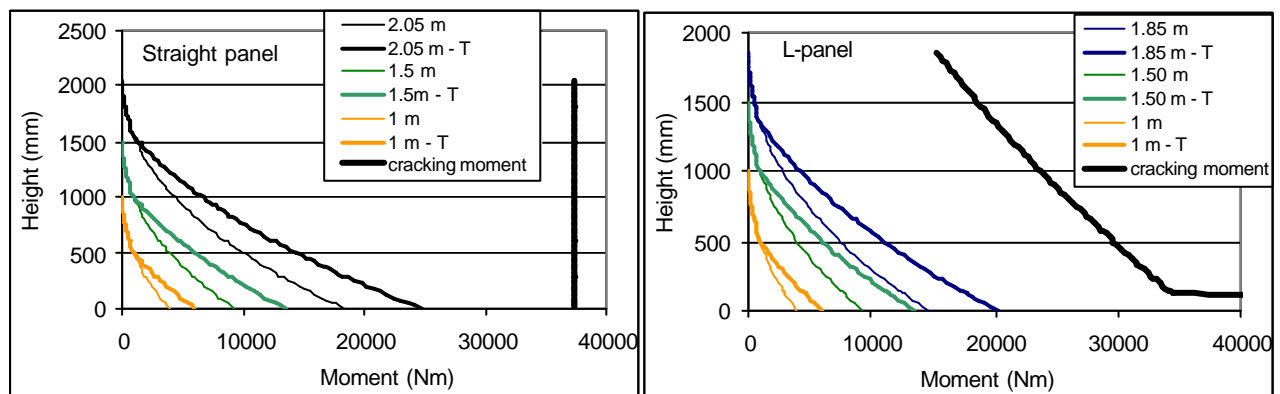 Straight panel
2.05 m
2.05 m - T
1.5 m
1.5m - T
1 m
1 m - T
cracking moment
Height (mm)
2500
2000
1500
1000
500
0
0 10000 20000 30000 40000
Moment (Nm)
L-panel
1.85 m
1.85 m - T
1.50 m
1.50 m - T
1 m
1 m - T
cracking moment
Height (mm)
2000
1500
1000
500
0
0 10000 20000 30000 40000
Moment (Nm)